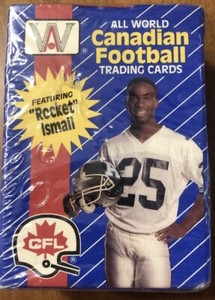 AW
ALL WORLD
Canadian
Football
TRADING CARDS
FEATURING
"Rocket"
Ismail
25
CFL